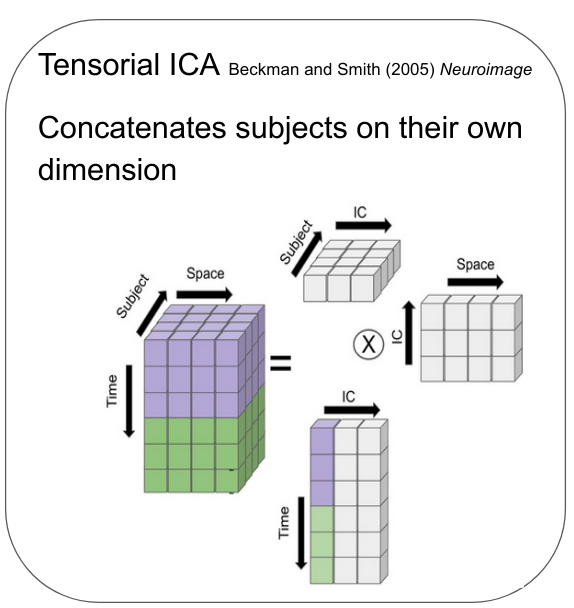 Tensorial ICA Beckman and Smith (2005) Neuroimage
Concatenates subjects on their own
dimension
IC
Subject
Space
Subject
Space
IC
X
=
Time
IC
Time